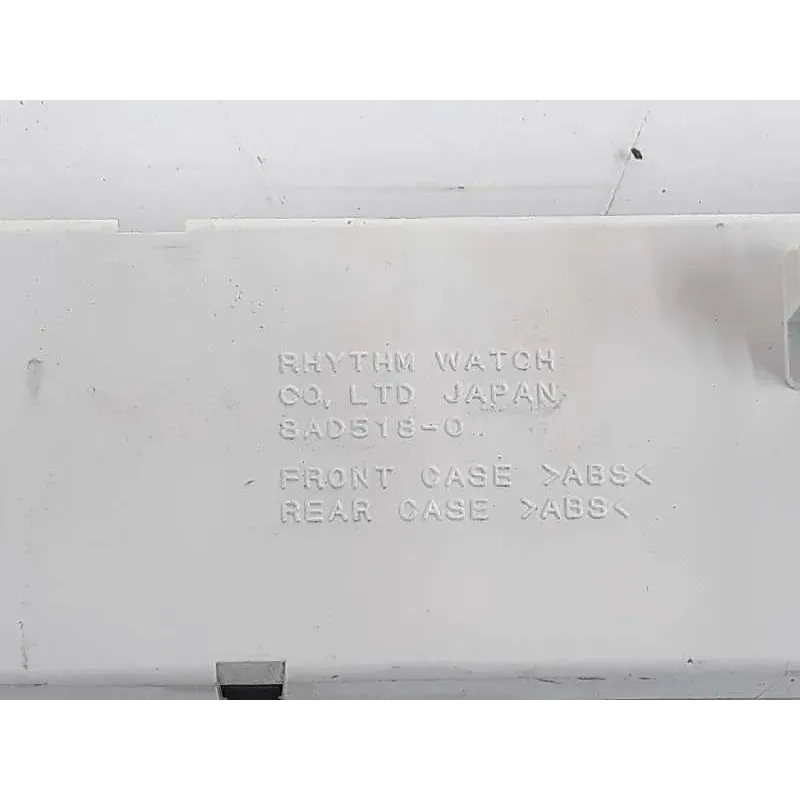 RHYTHM WATCH
CO, LTD JAPAN
8AD518-0
FRONT CASE >ABS<
REAR CASE >ABS<